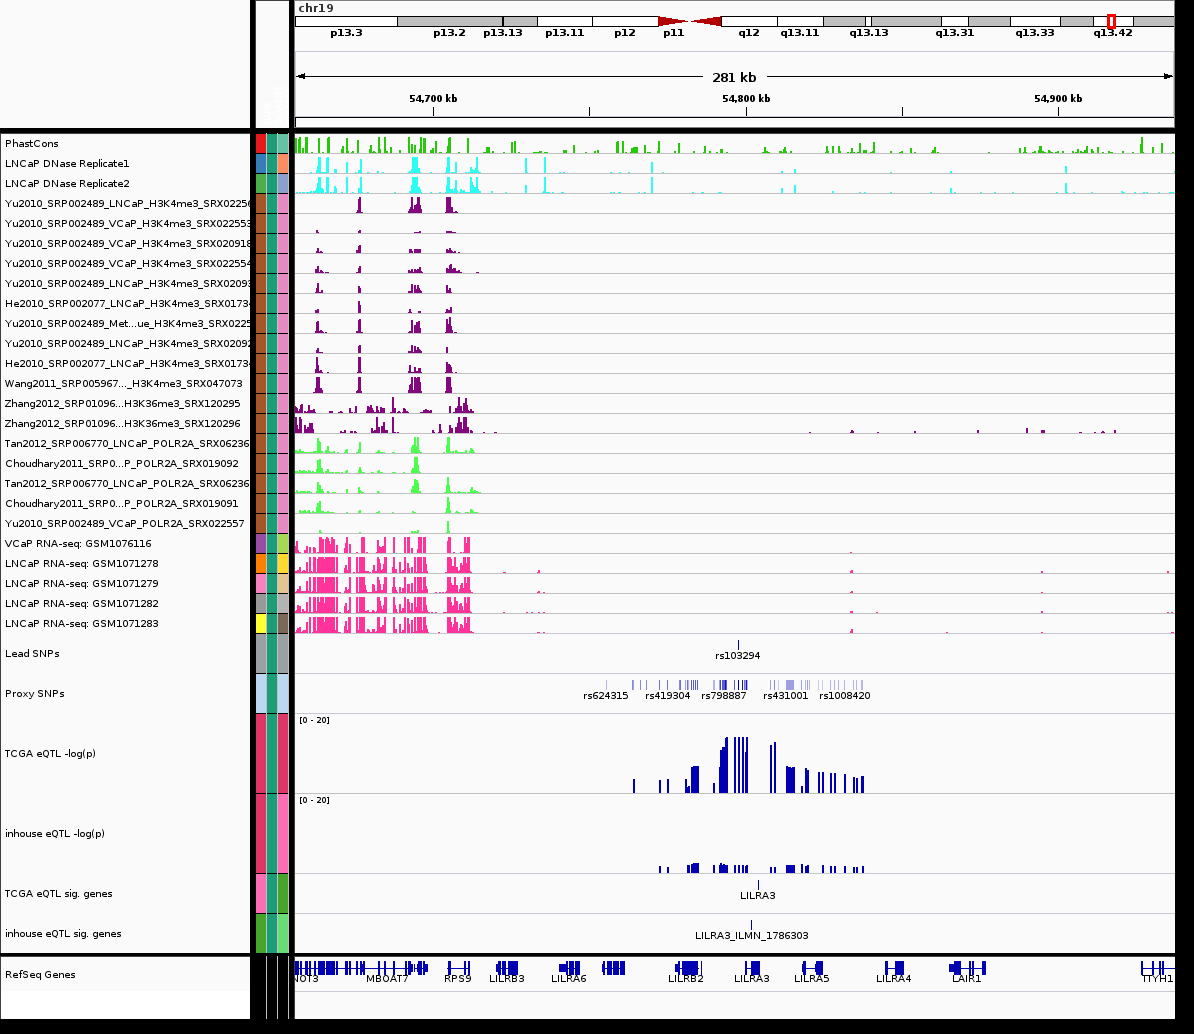 chr19
p13.3 p13.2 p13.13 p13.11 p12 p11 q12 q13.11 q13.13 q13.31 q13.33 q13.42
281 kb
54,700 kb 54,800 kb 54,900 kb
PhastCons
LNCaP DNase Replicate1
LNCaP DNase Replicate2
Yu2010_SRP002489_LNCaP_H3K4me3_SRX0225
Yu2010_SRP002489_VCaP_H3K4me3_SRX022553
Yu2010_SRP002489_VCaP_H3K4me3_SRX020918
Yu2010_SRP002489_VCaP_H3K4me3_SRX022554
Yu2010_SRP002489_LNCaP_H3K4me3_SRX0209
He2010_SRP002077_LNCaP_H3K4me3_SRX0173
Yu2010_SRP002489_Met...ue_H3K4me3_SRX0225
Yu2010_SRP002489_LNCaP_H3K4me3_SRX0209
He2010_SRP002077_LNCaP_H3K4me3_SRX0173
Wang2011_SRP005967..._H3K4me3_SRX047073
Zhang2012_SRP01096...H3K36me3_SRX120295
Zhang2012_SRP01096...H3K36me3_SRX120296
Tan2012_SRP006770_LNCaP_POLR2A_SRX06236
Choudhary2011_SRP0...P_POLR2A_SRX019092
Tan2012_SRP006770_LNCaP_POLR2A_SRX06236
Choudhary2011_SRP0...P_POLR2A_SRX019091
Yu2010_SRP002489_VCaP_POLR2A_SRX022557
VCaP RNA-seq: GSM1076116
LNCaP RNA-seq: GSM1071278
LNCaP RNA-seq: GSM1071279
LNCaP RNA-seq: GSM1071282
LNCaP RNA-seq: GSM1071283
Lead SNPs
rs103294
Proxy SNPs
rs624315 rs419304 rs798887 rs431001 rs1008420
[0 - 20]
TCGA eQTL -log(p)
[0 - 20]
inhouse eQTL -log(p)
TCGA eQTL sig. genes
LILRA3
inhouse eQTL sig. genes
LILRA3_ILMN_1786303
RefSeq Genes
NOT3 MBOAT7 RPS9 LILRB3 LILRA6 LILRB2 LILRA3 LILRA5 LILRA4 LAIR1 TTYH1